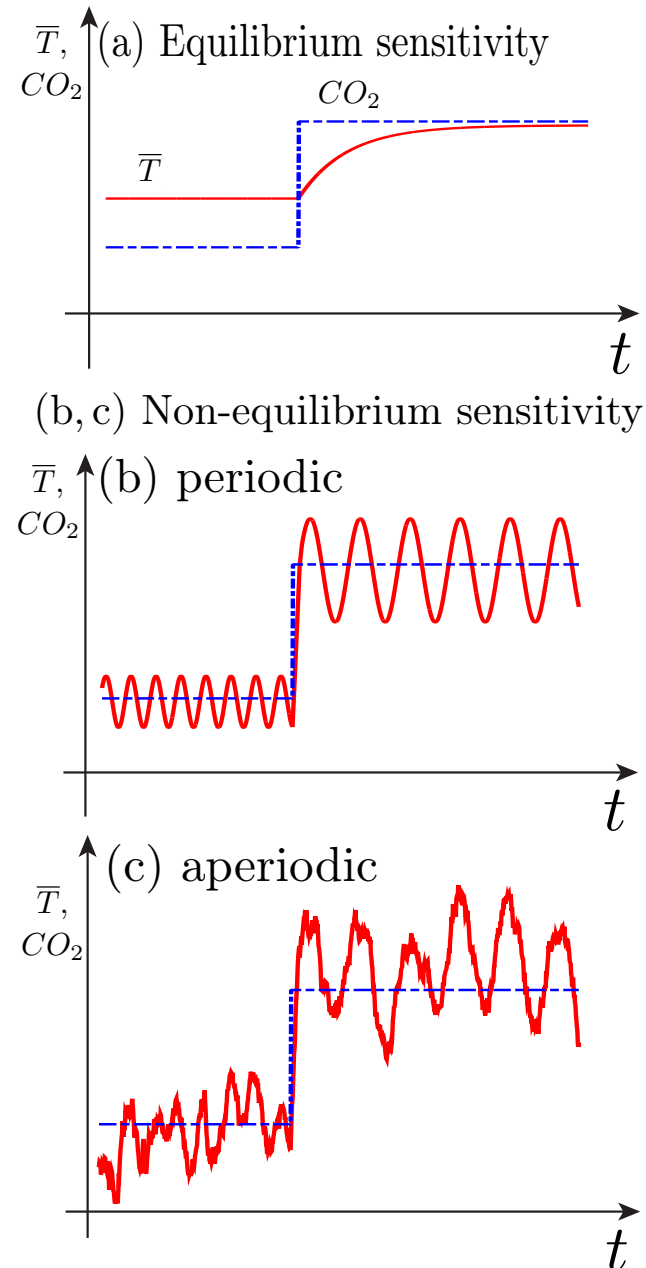 T̅, (a) Equilibrium sensitivity
CO₂
CO₂
T̅
t
(b, c) Non-equilibrium sensitivity
T̅, (b) periodic
CO₂
t
(c) aperiodic
T̅,
CO₂
t